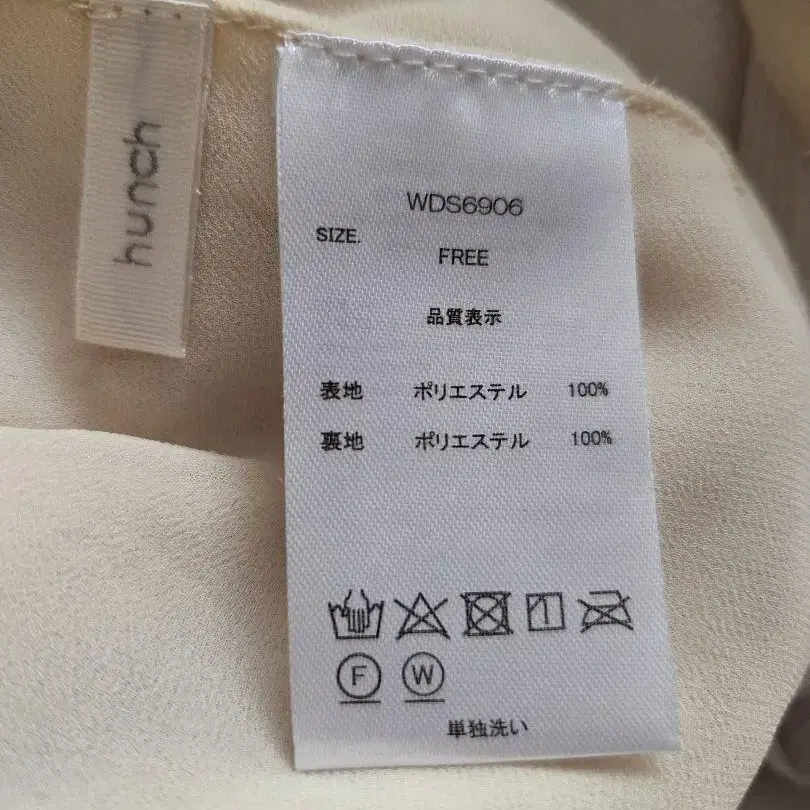 hunch
WDS6906
SIZE.
FREE
品質表示
表地 ポリエステル 100%
裏地 ポリエステル 100%
F W
単独洗い